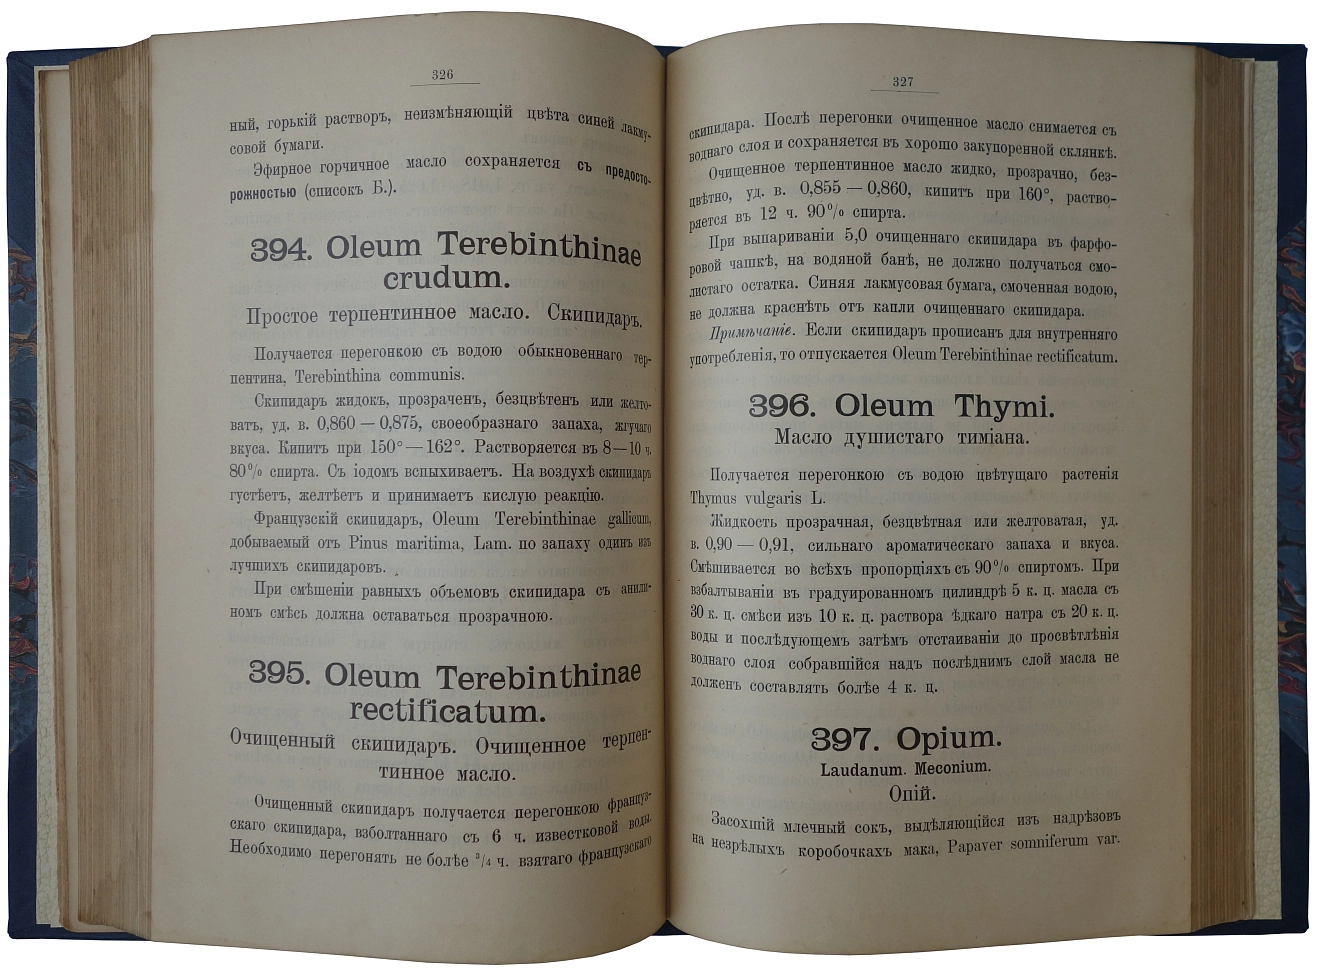 326
ный, горькій растворъ, неизмѣняющій цвѣта синей лакму-
совой бумаги.
Эфирное горчичное масло сохраняется съ предосто-
рожностью (списокъ Б.).
394. Oleum Terebinthinae
crudum.
Простое терпентинное масло. Скипидаръ.
Получается перегонкою съ водою обыкновеннаго тер-
пентина, Terebinthina communis.
Скипидаръ жидокъ, прозраченъ, безцвѣтенъ или желто-
ватъ, уд. в. 0,860 — 0,875, своеобразнаго запаха, жгучаго
вкуса. Кипитъ при 150° — 162°. Растворяется въ 8 — 10 ч.
80% спирта. Съ іодомъ вспыхиваетъ. На воздухѣ скипидаръ
густѣетъ, желтѣетъ и принимаетъ кислую реакцію.
Французскій скипидаръ, Oleum Terebinthinae gallicum,
добываемый отъ Pinus maritima, Lam. по запаху одинъ изъ
лучшихъ скипидаровъ.
При смѣшеніи равныхъ объемовъ скипидара съ анили-
номъ смѣсь должна оставаться прозрачною.
395. Oleum Terebinthinae
rectificatum.
Очищенный скипидаръ. Очищенное терпен-
тинное масло.
Очищенный скипидаръ получается перегонкою француз-
скаго скипидара, взболтаннаго съ 6 ч. известковой воды.
Необходимо перегонять не болѣе 3/4 ч. взятаго французскаго
327
скипидара. Послѣ перегонки очищенное масло снимается съ
воднаго слоя и сохраняется въ хорошо закупоренной склянкѣ.
Очищенное терпентинное масло жидко, прозрачно, без-
цвѣтно, уд. в. 0,855 — 0,860, кипитъ при 160°, раство-
ряется въ 12 ч. 90% спирта.
При выпариваніи 5,0 очищеннаго скипидара въ фарфо-
ровой чашкѣ, на водяной банѣ, не должно получаться смо-
листаго остатка. Синяя лакмусовая бумага, смоченная водою,
не должна краснѣть отъ капли очищеннаго скипидара.
Примѣчаніе. Если скипидаръ прописанъ для внутренняго
употребленія, то отпускается Oleum Terebinthinae rectificatum.
396. Oleum Thymi.
Масло душистаго тиміана.
Получается перегонкою съ водою цвѣтущаго растенія
Thymus vulgaris L.
Жидкость прозрачная, безцвѣтная или желтоватая, уд.
в. 0,90 — 0,91, сильнаго ароматическаго запаха и вкуса.
Смѣшивается во всѣхъ пропорціяхъ съ 90% спиртомъ. При
взбалтываніи въ градуированномъ цилиндрѣ 5 к. ц. масла съ
30 к. ц. смѣси изъ 10 к. ц. раствора ѣдкаго натра съ 20 к. ц.
воды и послѣдующемъ затѣмъ отстаиваніи до просвѣтлѣнія
воднаго слоя собравшійся надъ послѣднимъ слой масла не
долженъ составлять болѣе 4 к. ц.
397. Opium.
Laudanum. Meconium.
Опій.
Засохшій млечный сокъ, выдѣляющійся изъ надрѣзовъ
на незрѣлыхъ коробочкахъ мака, Papaver somniferum var.